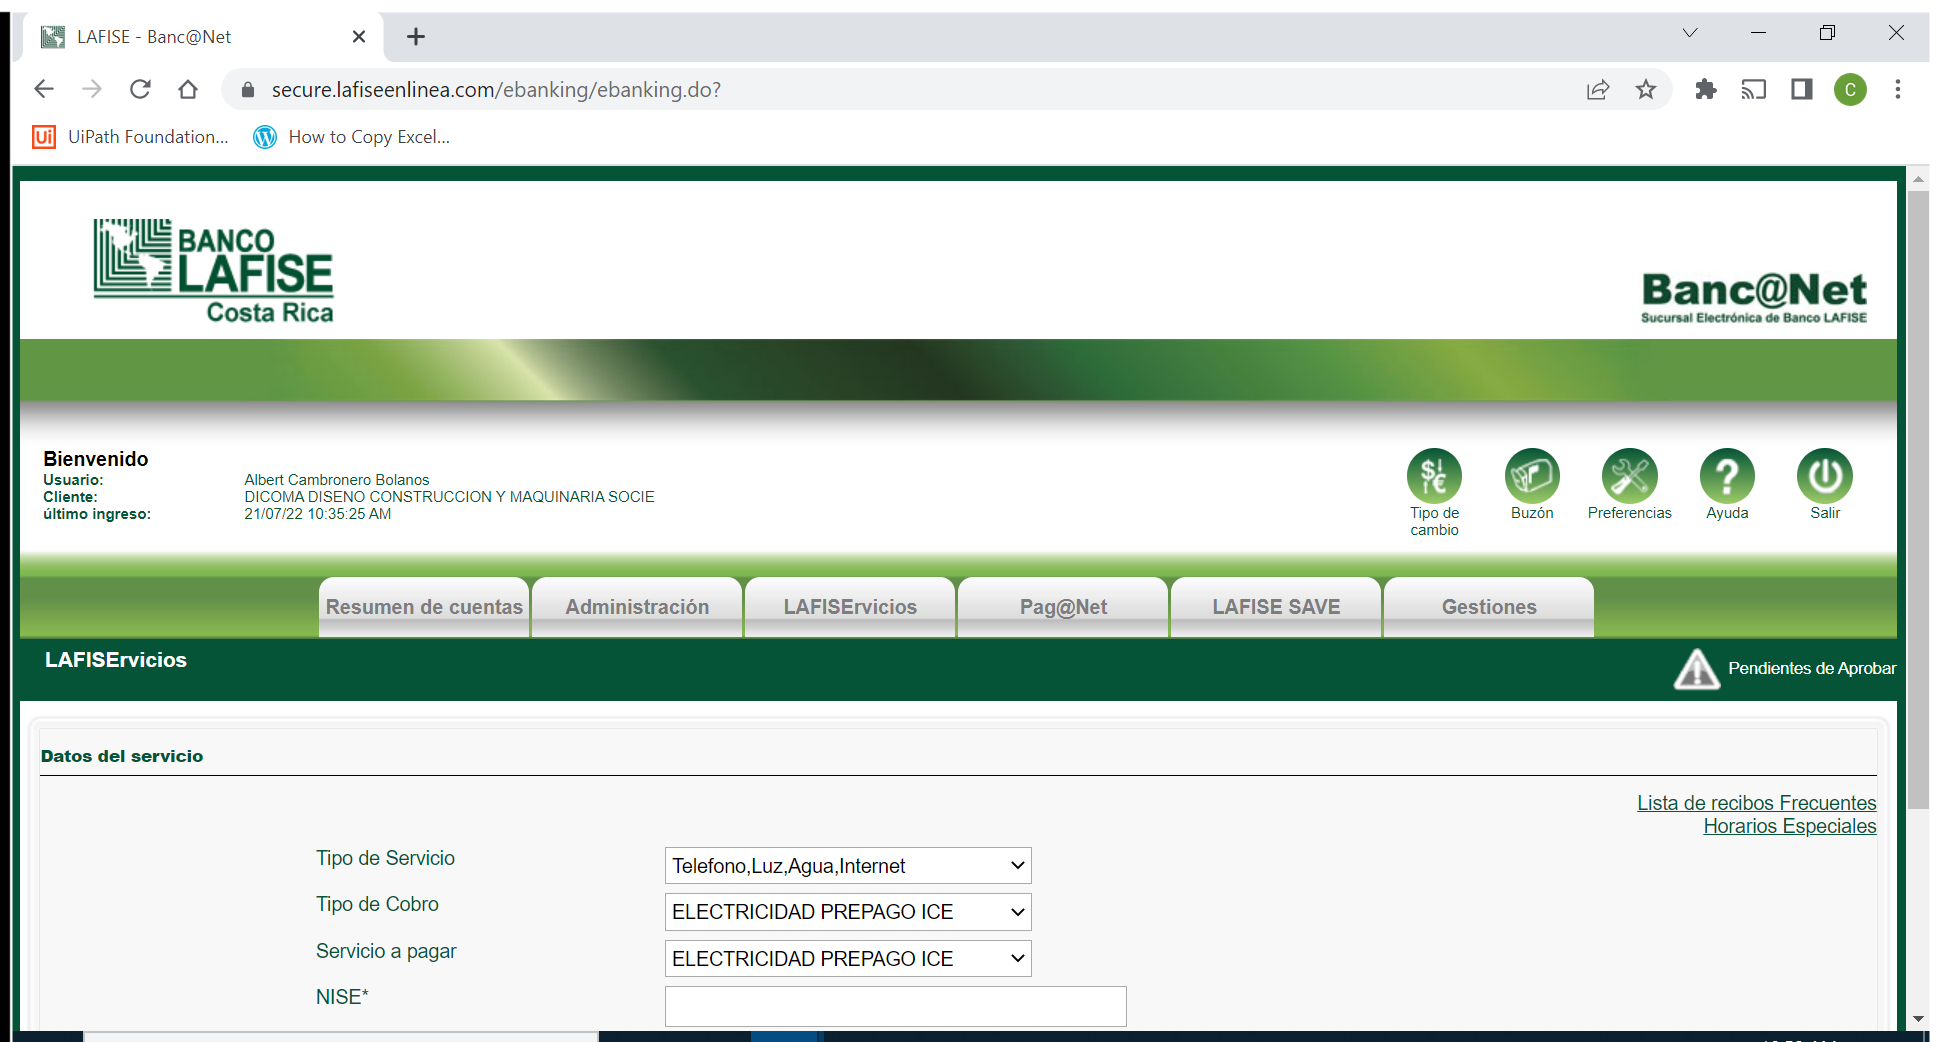 LAFISE - Banc@Net
secure.lafiseenlinea.com/ebanking/ebanking.do?
C
Ui UiPath Foundation... How to Copy Excel...
BANCO
LAFISE
Costa Rica
Banc@Net
Sucursal Electrónica de Banco LAFISE
Bienvenido
Usuario: Albert Cambronero Bolanos
Cliente: DICOMA DISENO CONSTRUCCION Y MAQUINARIA SOCIE
último ingreso: 21/07/22 10:35:25 AM
Tipo de cambio
Buzón
Preferencias
Ayuda
Salir
Resumen de cuentas Administración LAFISErvicios Pag@Net LAFISE SAVE Gestiones
LAFISErvicios
Pendientes de Aprobar
Datos del servicio
Lista de recibos Frecuentes
Horarios Especiales
Tipo de Servicio Telefono,Luz,Agua,Internet
Tipo de Cobro ELECTRICIDAD PREPAGO ICE
Servicio a pagar ELECTRICIDAD PREPAGO ICE
NISE*